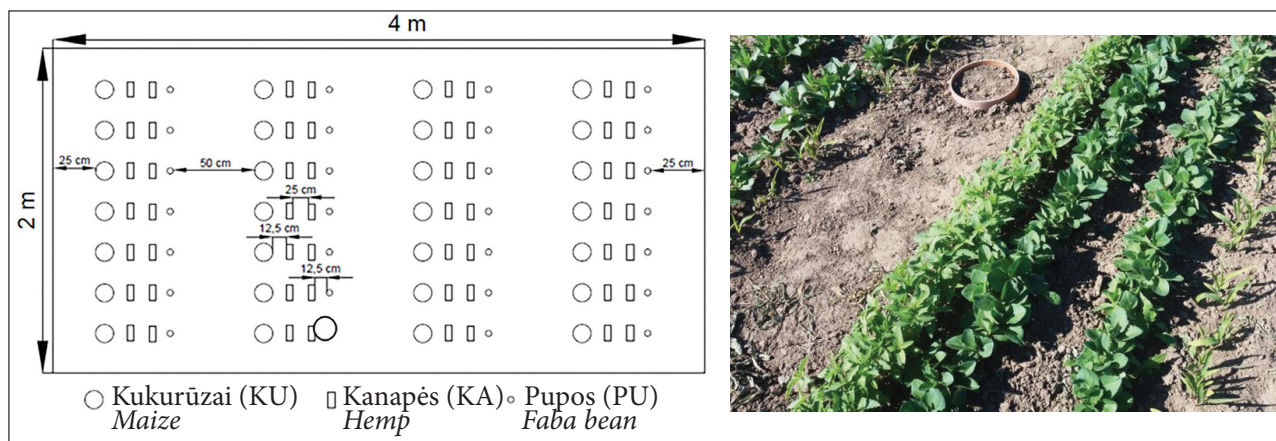 4 m
2 m
25 cm
50 cm
25 cm
25 cm
12,5 cm
12,5 cm
Kukurūzai (KU)
Maize
Kanapės (KA)
Hemp
Pupos (PU)
Faba bean